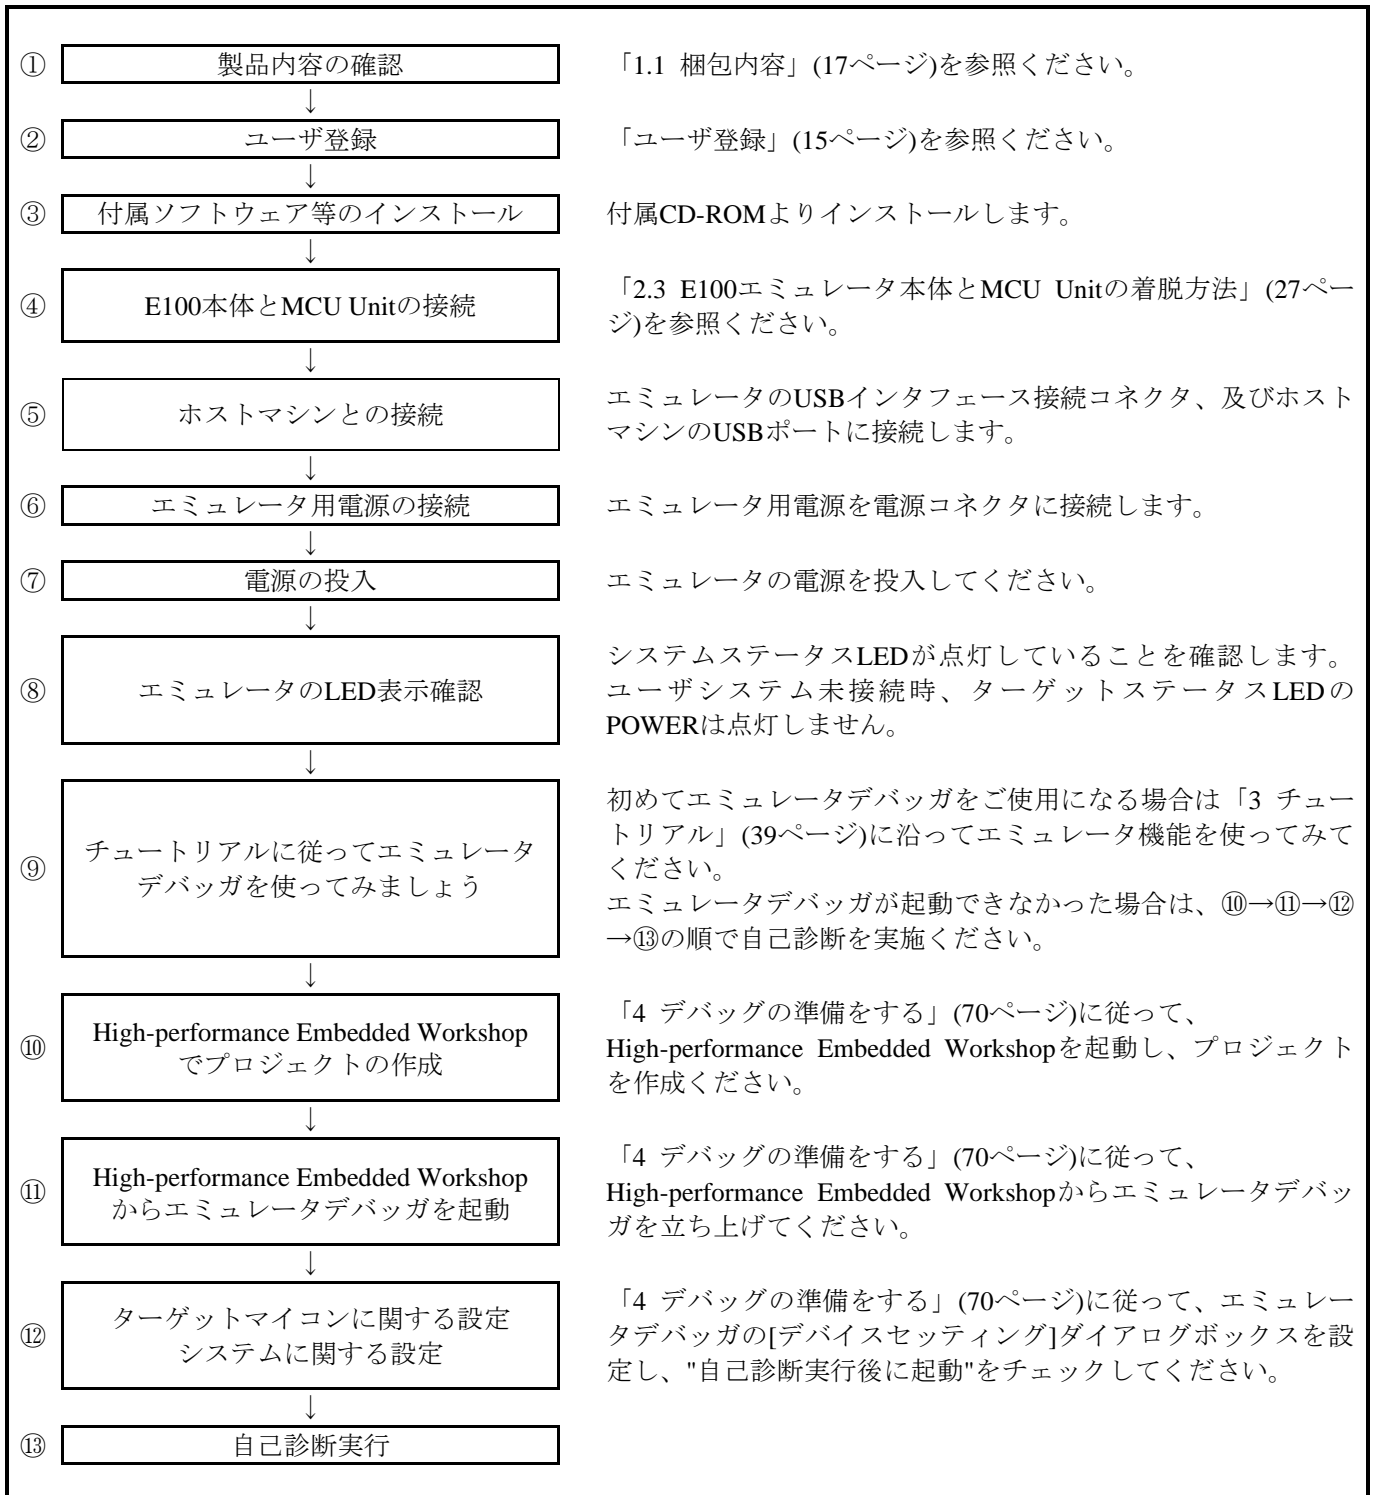 ① 製品内容の確認 「1.1 梱包内容」(17ページ)を参照ください。
↓
② ユーザ登録 「ユーザ登録」(15ページ)を参照ください。
↓
③ 付属ソフトウェア等のインストール 付属CD-ROMよりインストールします。
↓
④ E100本体とMCU Unitの接続 「2.3 E100エミュレータ本体とMCU Unitの着脱方法」(27ペー
ジ)を参照ください。
↓
⑤ ホストマシンとの接続 エミュレータのUSBインタフェース接続コネクタ、及びホスト
マシンのUSBポートに接続します。
↓
⑥ エミュレータ用電源の接続 エミュレータ用電源を電源コネクタに接続します。
↓
⑦ 電源の投入 エミュレータの電源を投入してください。
↓
⑧ エミュレータのLED表示確認 システムステータスLEDが点灯していることを確認します。
ユーザシステム未接続時、ターゲットステータスLEDの
POWERは点灯しません。
↓
⑨ チュートリアルに従ってエミュレータ
デバッガを使ってみましょう
初めてエミュレータデバッガをご使用になる場合は「3 チュー
トリアル」(39ページ)に沿ってエミュレータ機能を使ってみて
ください。
エミュレータデバッガが起動できなかった場合は、⑩→⑪→⑫
→⑬の順で自己診断を実施ください。
↓
⑩ High-performance Embedded Workshop
でプロジェクトの作成
「4 デバッグの準備をする」(70ページ)に従って、
High-performance Embedded Workshopを起動し、プロジェクト
を作成ください。
↓
⑪ High-performance Embedded Workshop
からエミュレータデバッガを起動
「4 デバッグの準備をする」(70ページ)に従って、
High-performance Embedded Workshopからエミュレータデバッ
ガを立ち上げてください。
↓
⑫ ターゲットマイコンに関する設定
システムに関する設定
「4 デバッグの準備をする」(70ページ)に従って、エミュレー
タデバッガの[デバイスセッティング]ダイアログボックスを設
定し、"自己診断実行後に起動"をチェックしてください。
↓
⑬ 自己診断実行